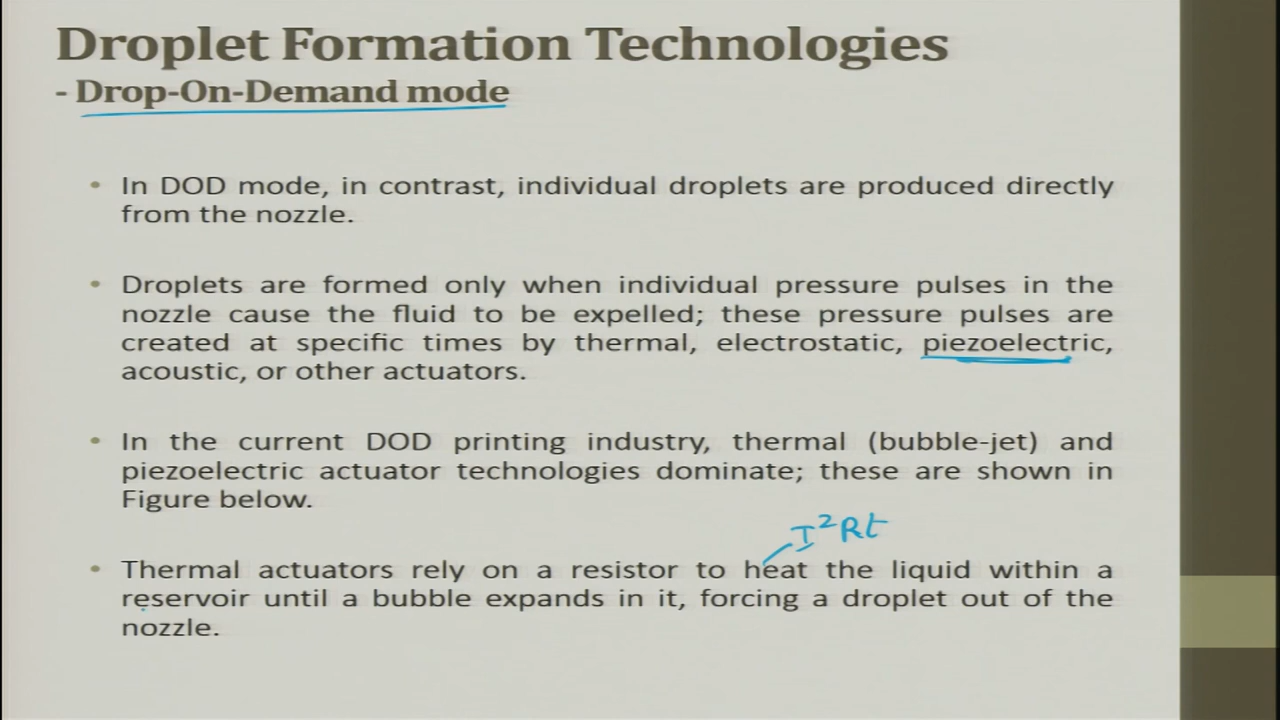 Droplet Formation Technologies
- Drop-On-Demand mode
• In DOD mode, in contrast, individual droplets are produced directly
from the nozzle.
• Droplets are formed only when individual pressure pulses in the
nozzle cause the fluid to be expelled; these pressure pulses are
created at specific times by thermal, electrostatic, piezoelectric,
acoustic, or other actuators.
• In the current DOD printing industry, thermal (bubble-jet) and
piezoelectric actuator technologies dominate; these are shown in
Figure below.
I²Rt
• Thermal actuators rely on a resistor to heat the liquid within a
reservoir until a bubble expands in it, forcing a droplet out of the
nozzle.